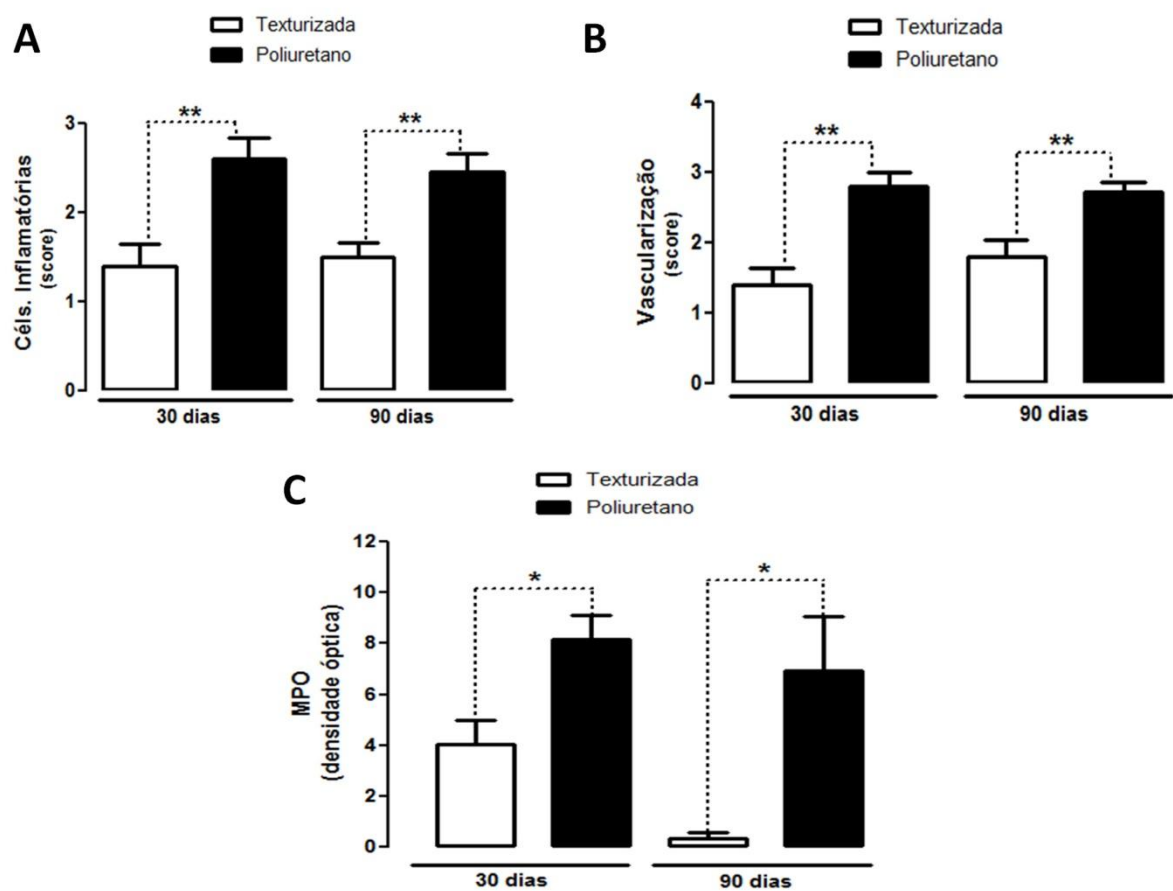 A
Texturizada
Poliuretano
Céls. Inflamatórias
(score)
3
2
1
0
**
**
30 dias
90 dias
B
Texturizada
Poliuretano
Vascularização
(score)
4
3
2
1
0
**
**
30 dias
90 dias
C
Texturizada
Poliuretano
MPO
(densidade óptica)
12
10
8
6
4
2
0
*
*
30 dias
90 dias